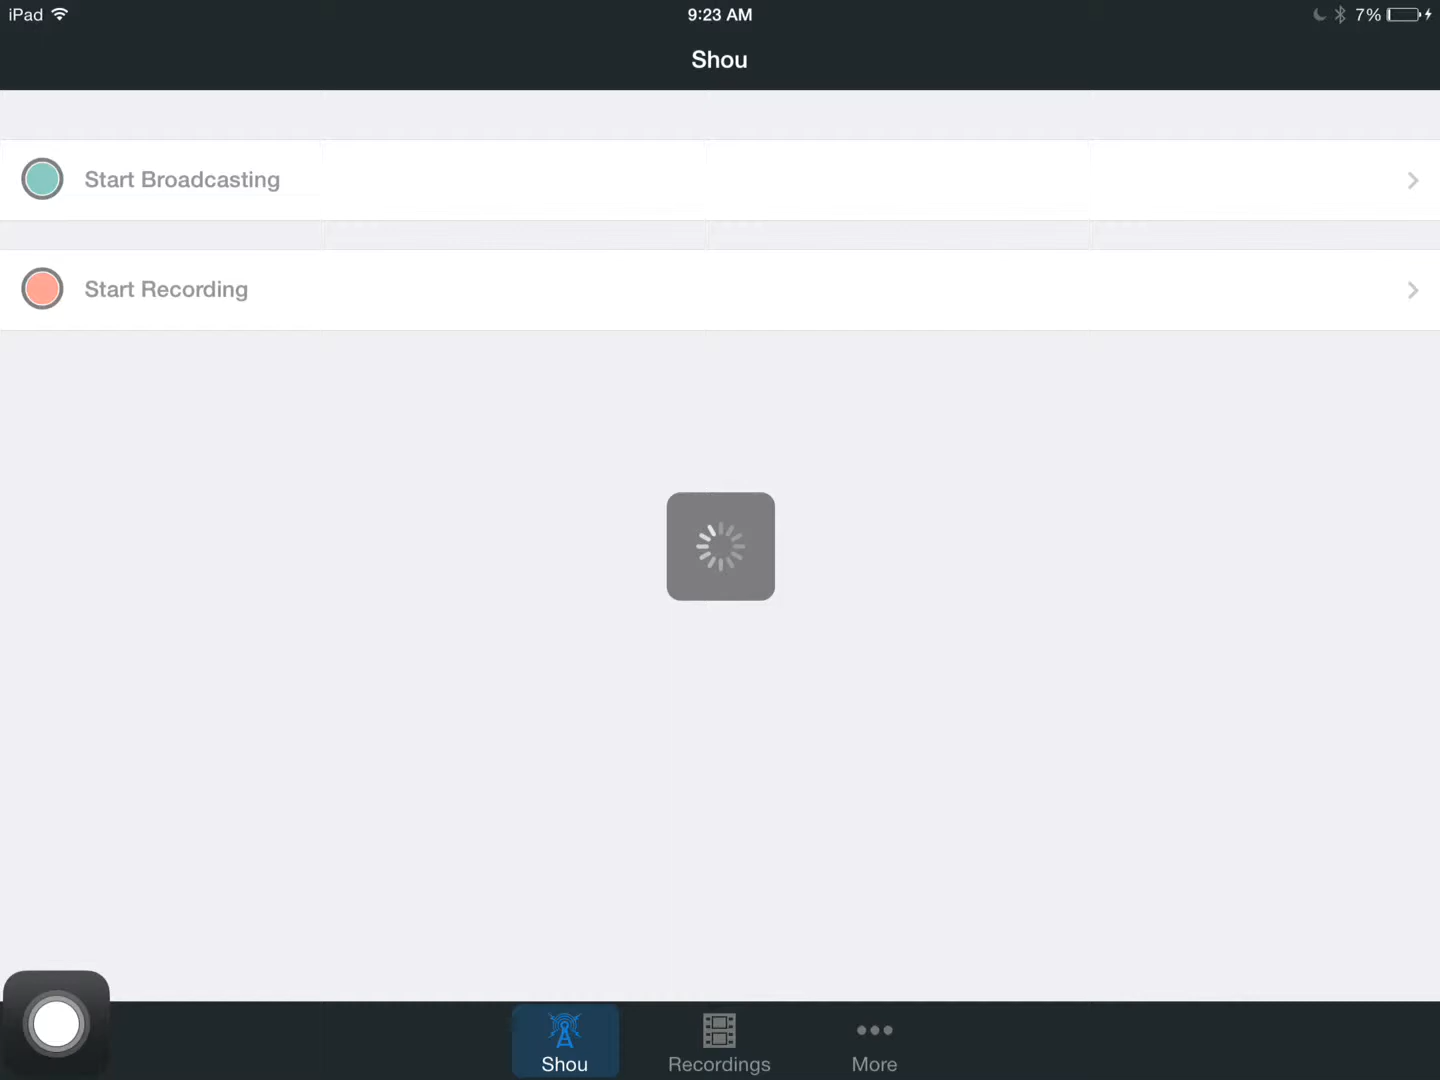 iPad 9:23 AM 7%
Shou
Start Broadcasting
Start Recording
Shou Recordings More